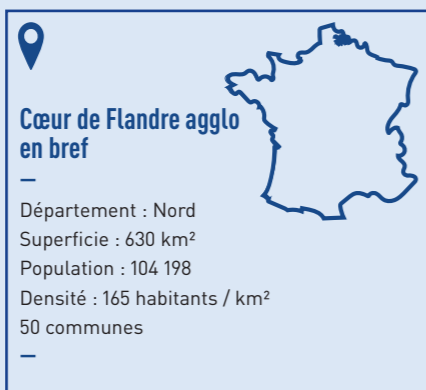 Cœur de Flandre agglo
en bref
–
Département : Nord
Superficie : 630 km²
Population : 104 198
Densité : 165 habitants / km²
50 communes
–